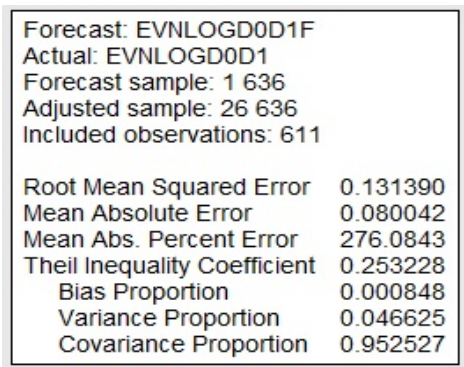 Forecast: EVNLOGD0D1F
Actual: EVNLOGD0D1
Forecast sample: 1 636
Adjusted sample: 26 636
Included observations: 611
Root Mean Squared Error 0.131390
Mean Absolute Error 0.080042
Mean Abs. Percent Error 276.0843
Theil Inequality Coefficient 0.253228
Bias Proportion 0.000848
Variance Proportion 0.046625
Covariance Proportion 0.952527